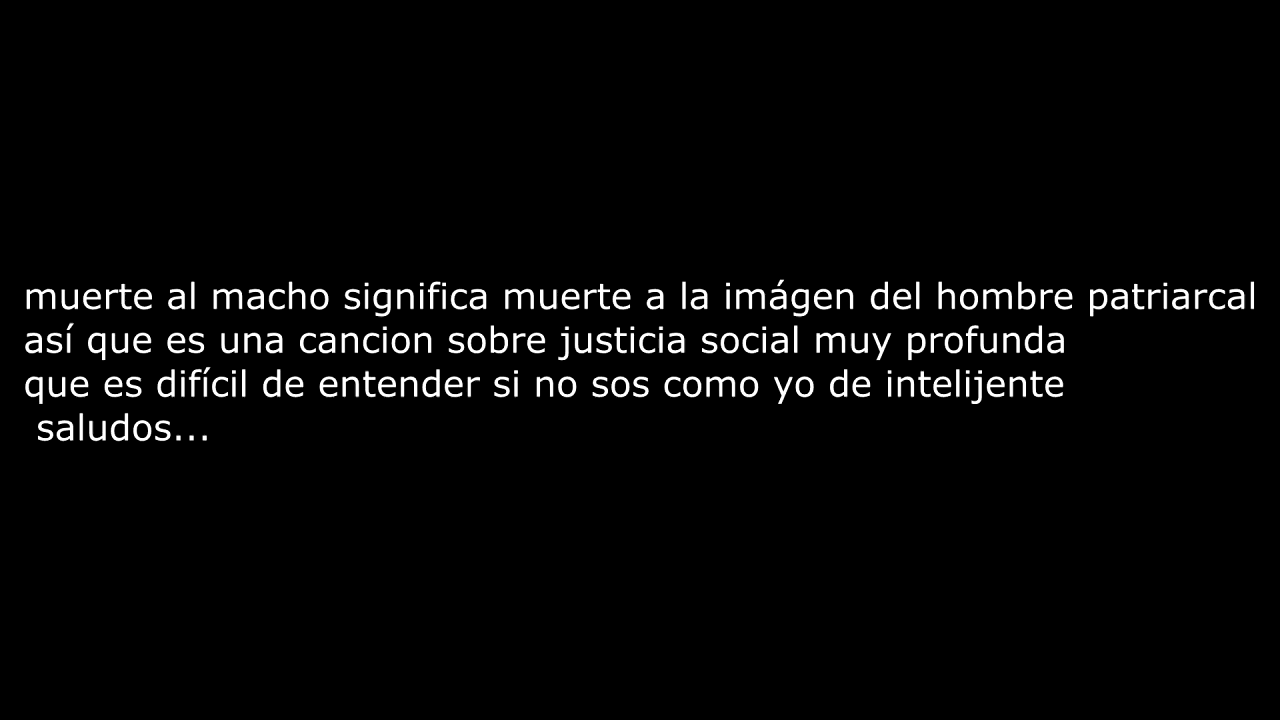 muerte al macho significa muerte a la imágen del hombre patriarcal
así que es una cancion sobre justicia social muy profunda
que es difícil de entender si no sos como yo de intelijente
saludos...